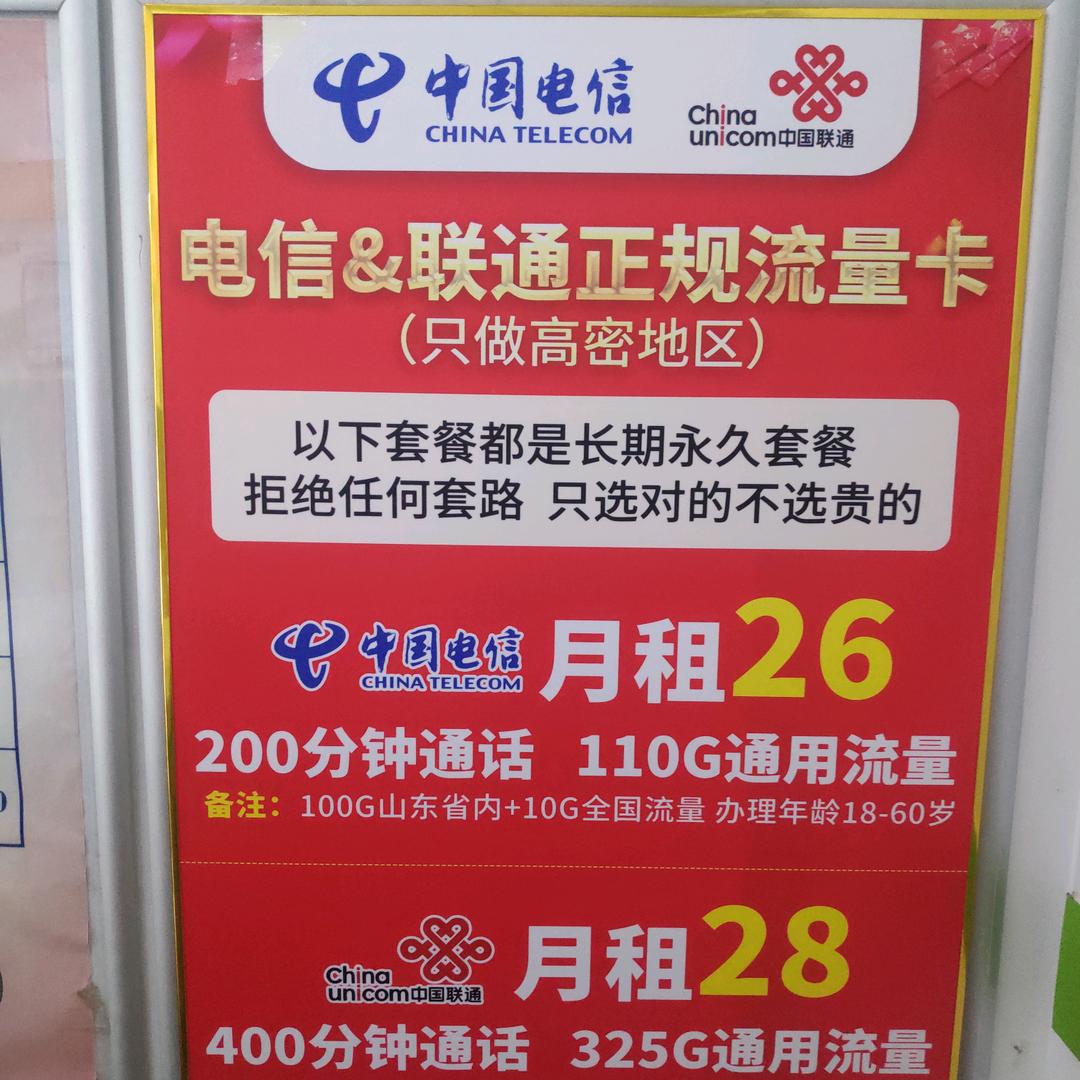 中国电信
CHINA TELECOM
China
unicom中国联通
电信&联通正规流量卡
（只做高密地区）
以下套餐都是长期永久套餐
拒绝任何套路 只选对的不选贵的
中国电信 月租26
CHINA TELECOM
200分钟通话 110G通用流量
备注：100G山东省内+10G全国流量 办理年龄18-60岁
China
unicom中国联通 月租28
400分钟通话 325G通用流量